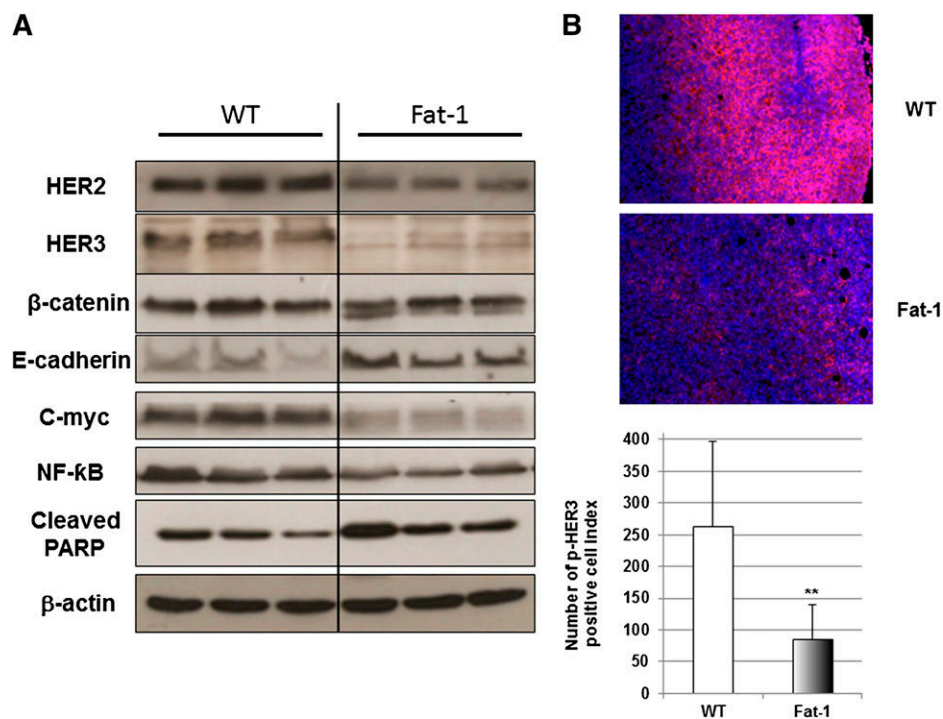 A
WT Fat-1
HER2
HER3
β-catenin
E-cadherin
C-myc
NF-ƙB
Cleaved
PARP
β-actin
B
WT
Fat-1
Number of p-HER3
positive cell Index
400
350
300
250
200
150
100
50
0
**
WT Fat-1